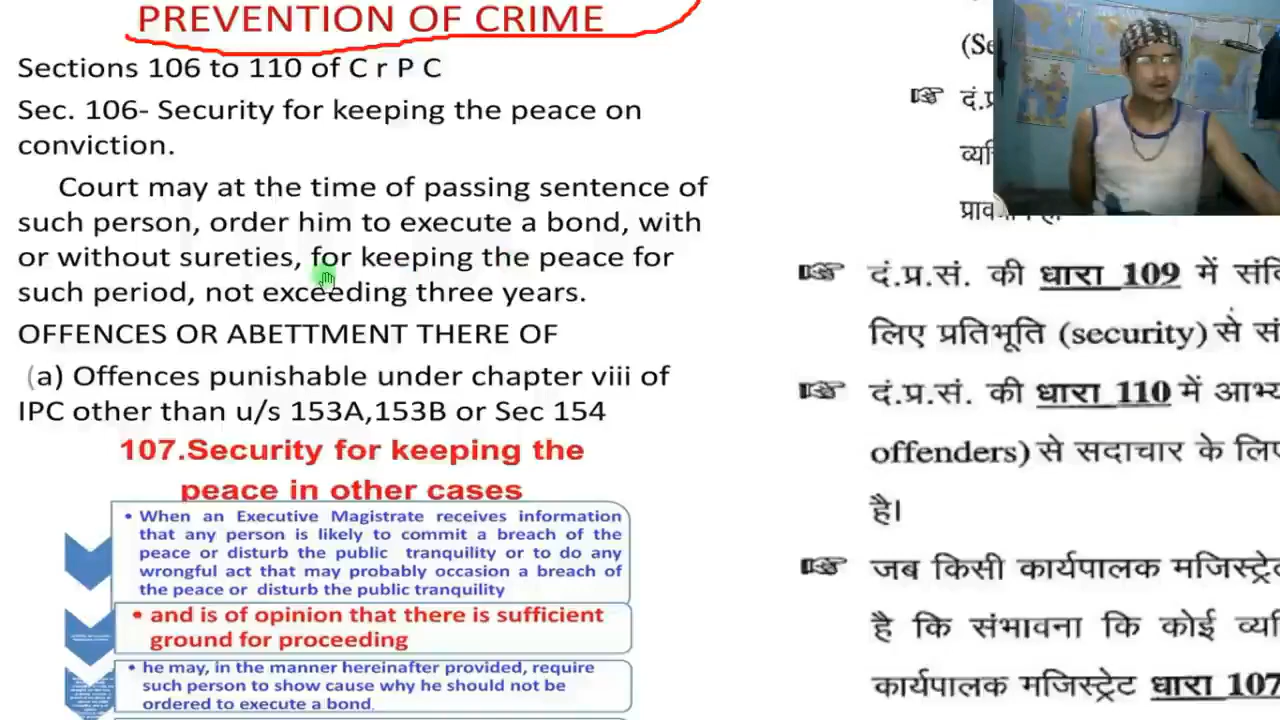 PREVENTION OF CRIME
Sections 106 to 110 of C r P C
Sec. 106- Security for keeping the peace on
conviction.
Court may at the time of passing sentence of
such person, order him to execute a bond, with
or without sureties, for keeping the peace for
such period, not exceeding three years.
OFFENCES OR ABETTMENT THERE OF
(a) Offences punishable under chapter viii of
IPC other than u/s 153A,153B or Sec 154
107.Security for keeping the
peace in other cases
• When an Executive Magistrate receives information
that any person is likely to commit a breach of the
peace or disturb the public tranquility or to do any
wrongful act that may probably occasion a breach of
the peace or disturb the public tranquility
• and is of opinion that there is sufficient
ground for proceeding
• he may, in the manner hereinafter provided, require
such person to show cause why he should not be
ordered to execute a bond.
(Se
दं.प्र
व्यि
☞ दं.प्र.सं. की धारा 109 में
लिए प्रतिभूति (security) से
☞ दं.प्र.सं. की धारा 110 में
offenders) से सदाचार के
है।
☞ जब किसी कार्यपालक
है कि संभावना कि कोई
कार्यपालक मजिस्ट्रेट धारा 107